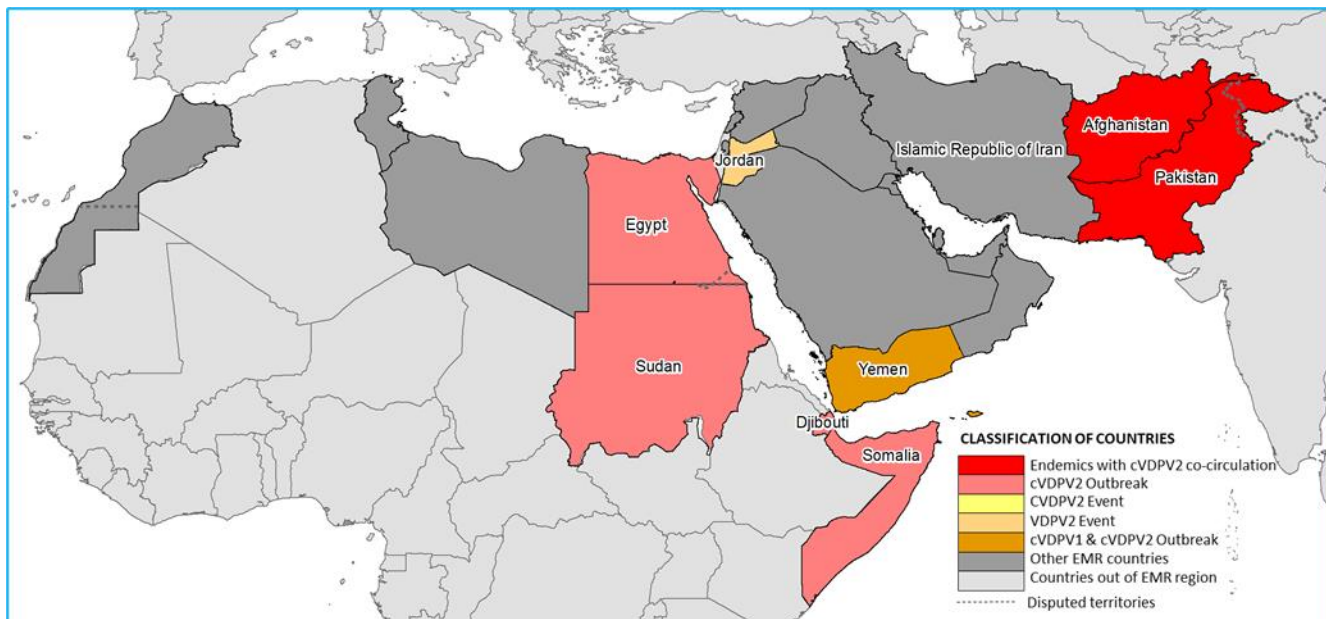 Afghanistan
Islamic Republic of Iran
Jordan
Pakistan
Egypt
Sudan
Yemen
Djibouti
Somalia
CLASSIFICATION OF COUNTRIES
Endemics with cVDPV2 co-circulation
cVDPV2 Outbreak
CVDPV2 Event
VDPV2 Event
cVDPV1 & cVDPV2 Outbreak
Other EMR countries
Countries out of EMR region
Disputed territories